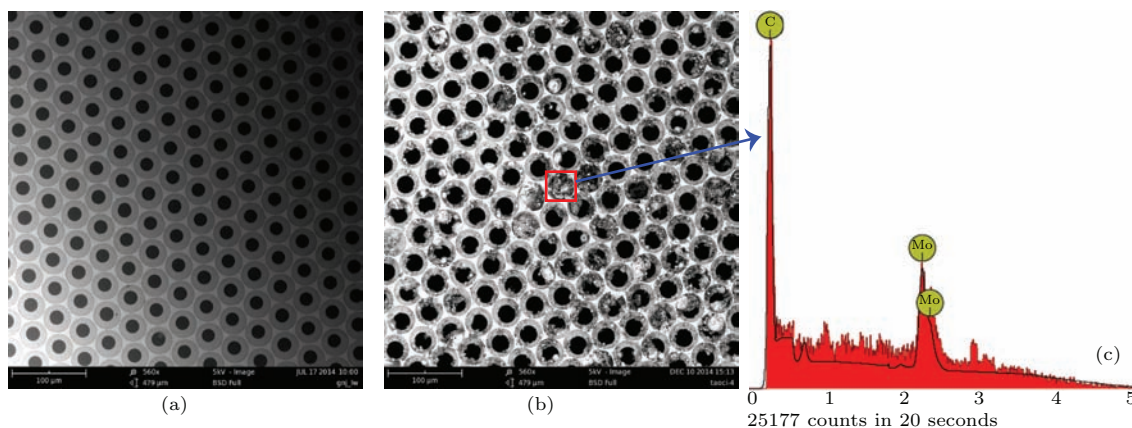 100 µm
560x
5kV - Image
JUL 17 2014 10:00
479 µm
BSD Full
(a)
100 µm
560x
5kV - Image
DEC 10 2014 15:13
479 µm
BSD Full
taoci-4
(b)
C
Mo
Mo
(c)
0 1 2 3 4 5
25177 counts in 20 seconds